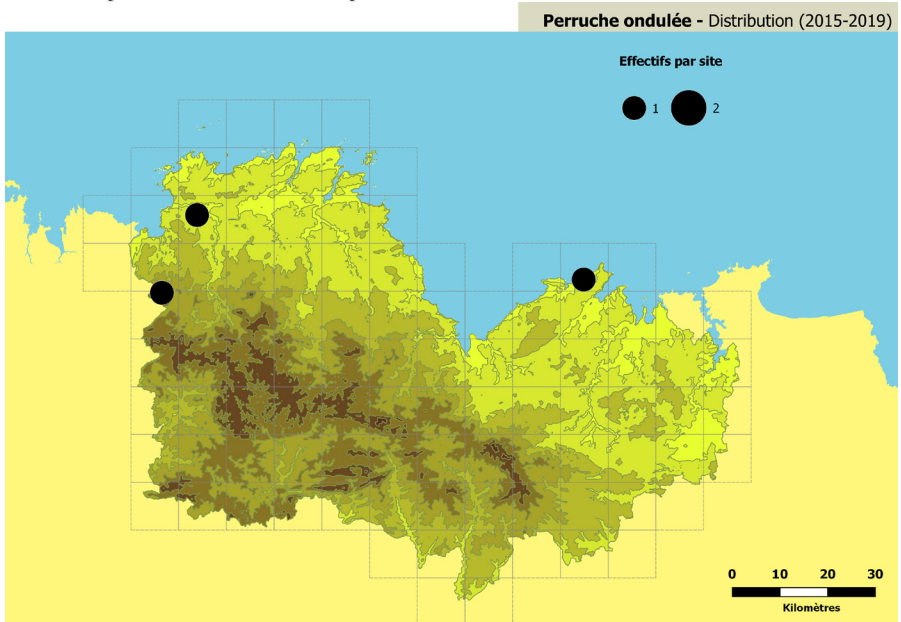 Perruche ondulée - Distribution (2015-2019)
Effectifs par site
1 2
0 10 20 30
Kilomètres